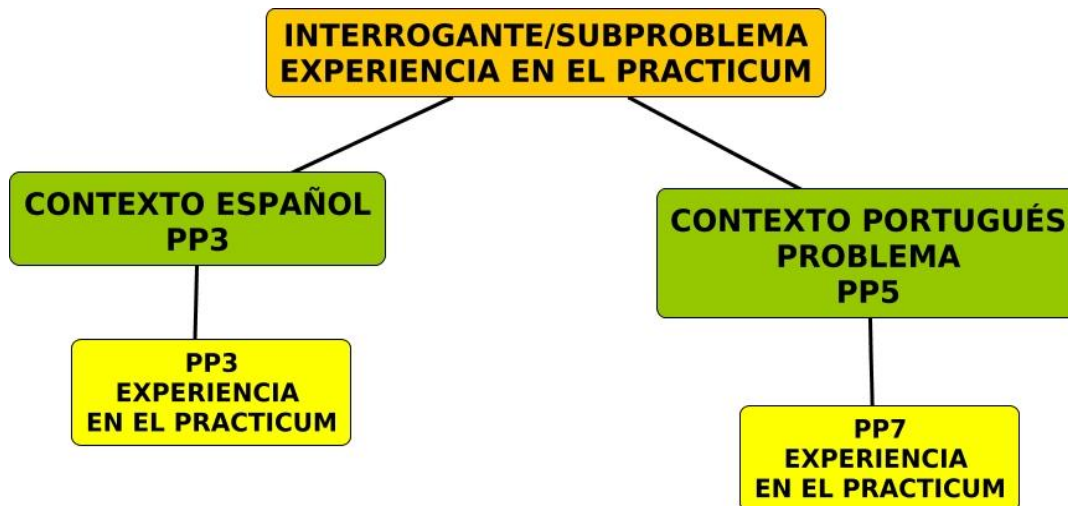 INTERROGANTE/SUBPROBLEMA
EXPERIENCIA EN EL PRACTICUM
CONTEXTO ESPAÑOL
PP3
CONTEXTO PORTUGUÉS
PROBLEMA
PP5
PP3
EXPERIENCIA
EN EL PRACTICUM
PP7
EXPERIENCIA
EN EL PRACTICUM